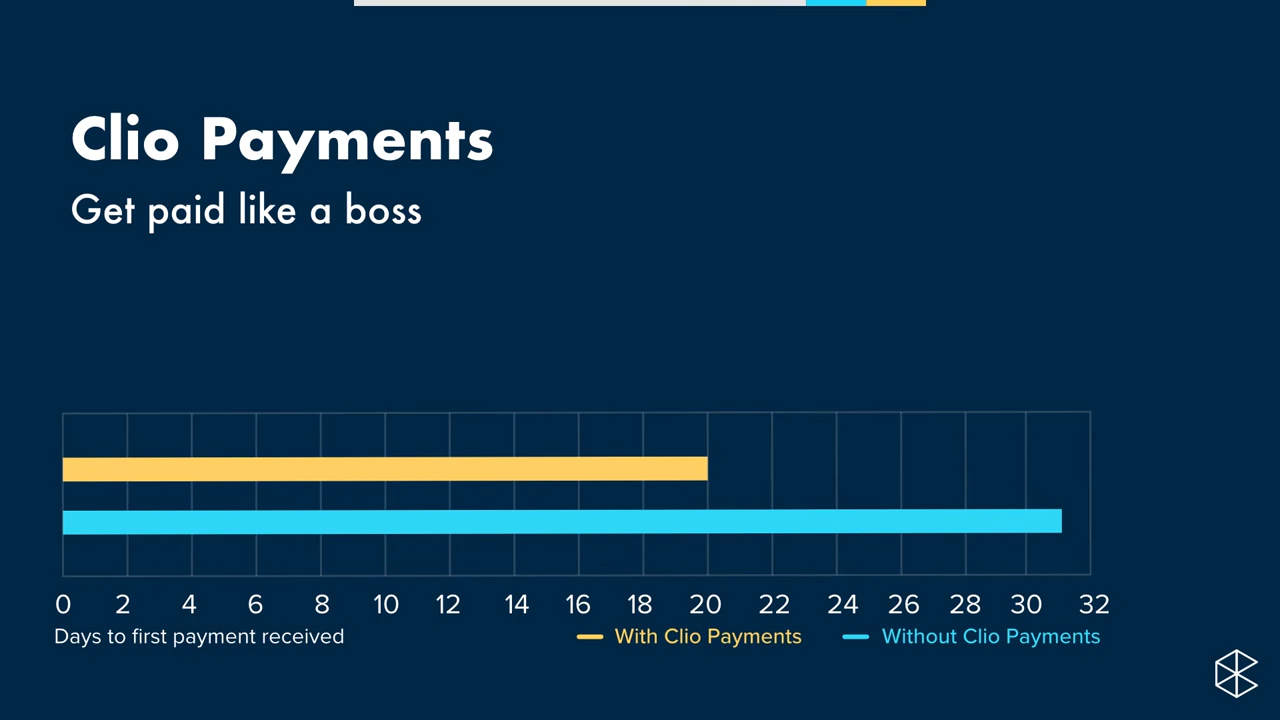 Clio Payments
Get paid like a boss
0 2 4 6 8 10 12 14 16 18 20 22 24 26 28 30 32
Days to first payment received
With Clio Payments
Without Clio Payments